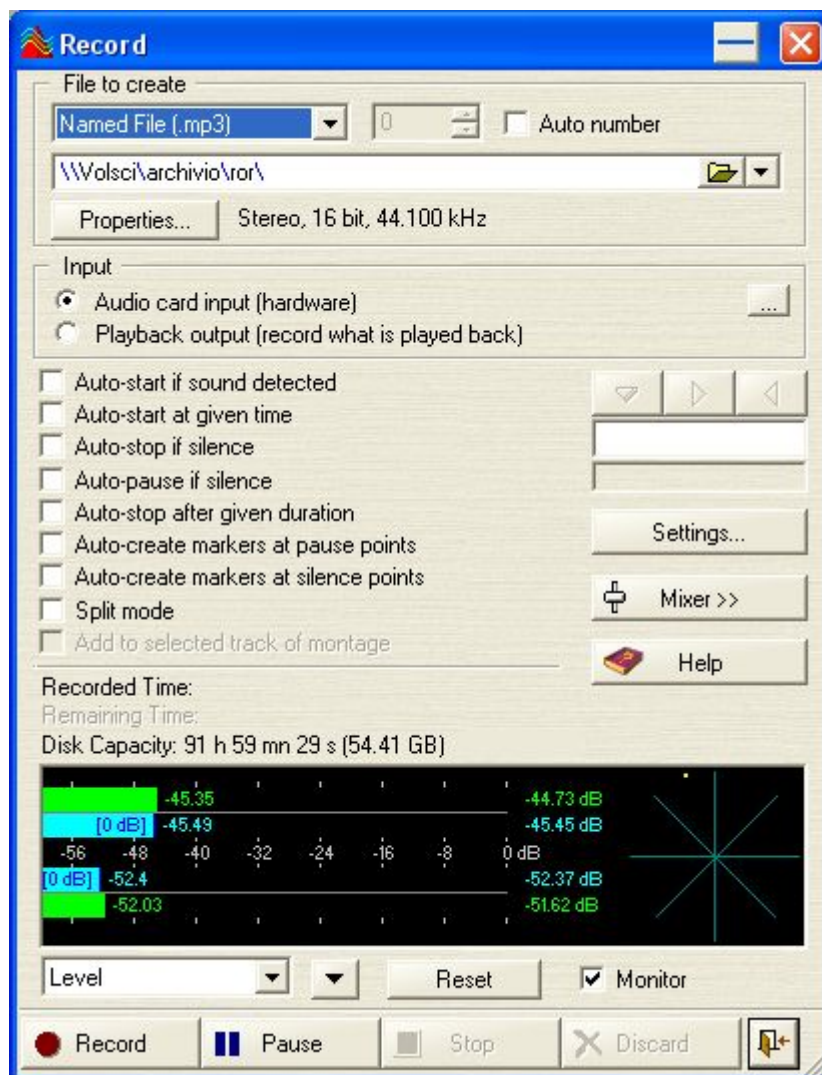 Record
File to create
Named File (.mp3) 0 Auto number
\\Volsci\archivio\ror\
Properties... Stereo, 16 bit, 44.100 kHz
Input
Audio card input (hardware) ...
Playback output (record what is played back)
Auto-start if sound detected
Auto-start at given time
Auto-stop if silence
Auto-pause if silence
Auto-stop after given duration
Settings...
Auto-create markers at pause points
Auto-create markers at silence points
Mixer >>
Split mode
Add to selected track of montage
Help
Recorded Time:
Remaining Time:
Disk Capacity: 91 h 59 mn 29 s (54.41 GB)
-45.35 -44.73 dB
[0 dB] -45.49 -45.45 dB
-56 -48 -40 -32 -24 -16 -8 0 dB
[0 dB] -52.4 -52.37 dB
-52.03 -51.62 dB
Level Reset Monitor
Record Pause Stop Discard